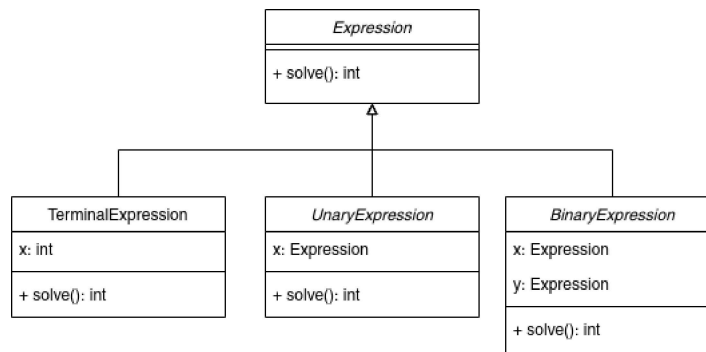 Expression
+ solve(): int
TerminalExpression
x: int
+ solve(): int
UnaryExpression
x: Expression
+ solve(): int
BinaryExpression
x: Expression
y: Expression
+ solve(): int